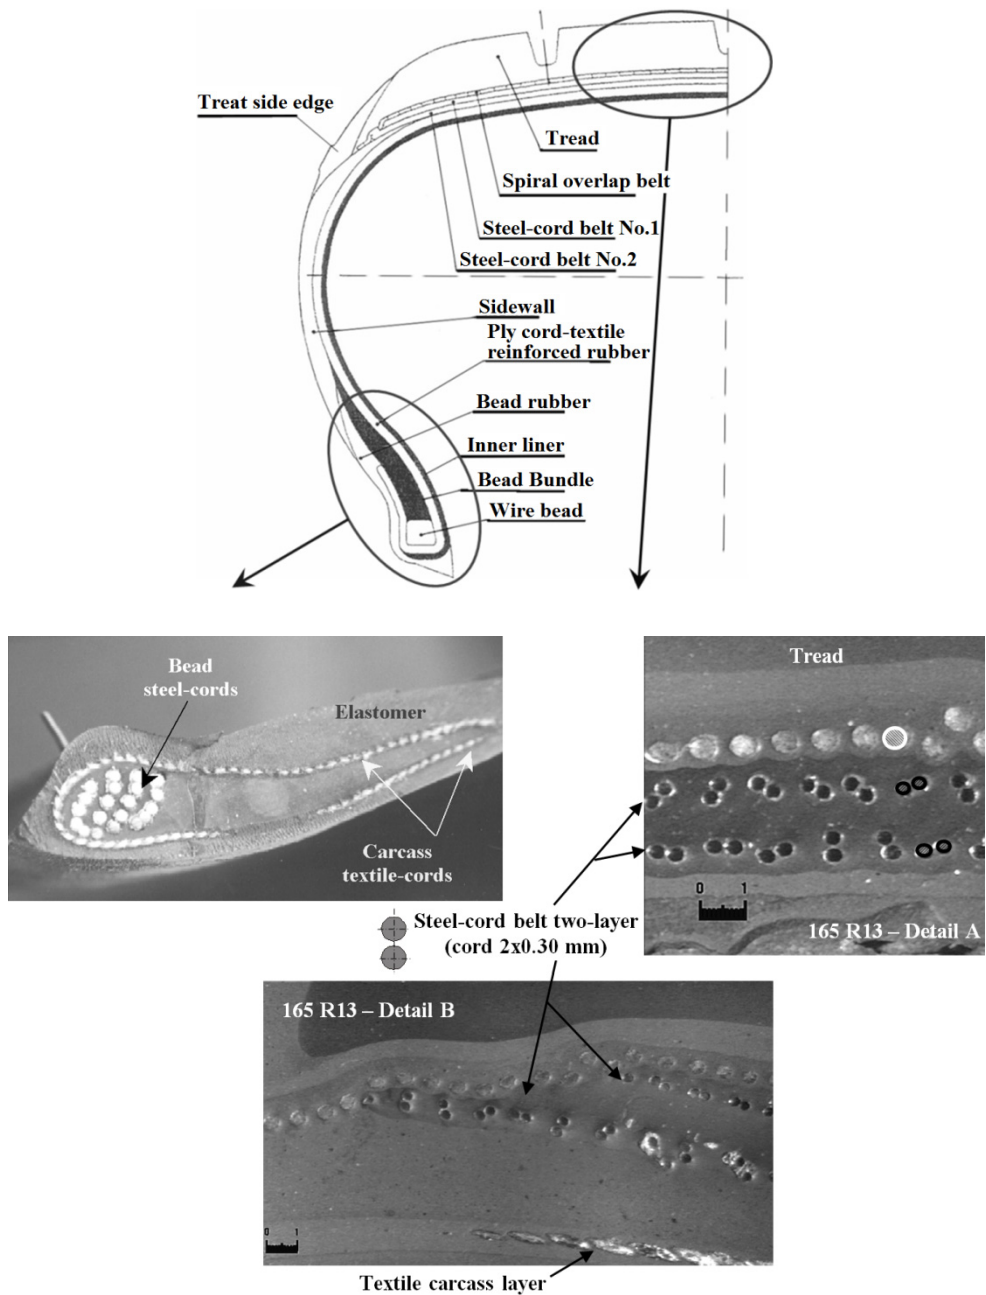 Treat side edge
Tread
Spiral overlap belt
Steel-cord belt No.1
Steel-cord belt No.2
Sidewall
Ply cord-textile
reinforced rubber
Bead rubber
Inner liner
Bead Bundle
Wire bead
Bead
steel-cords
Elastomer
Carcass
textile-cords
Tread
0 1
165 R13 – Detail A
Steel-cord belt two-layer
(cord 2x0.30 mm)
165 R13 – Detail B
0 1
Textile carcass layer